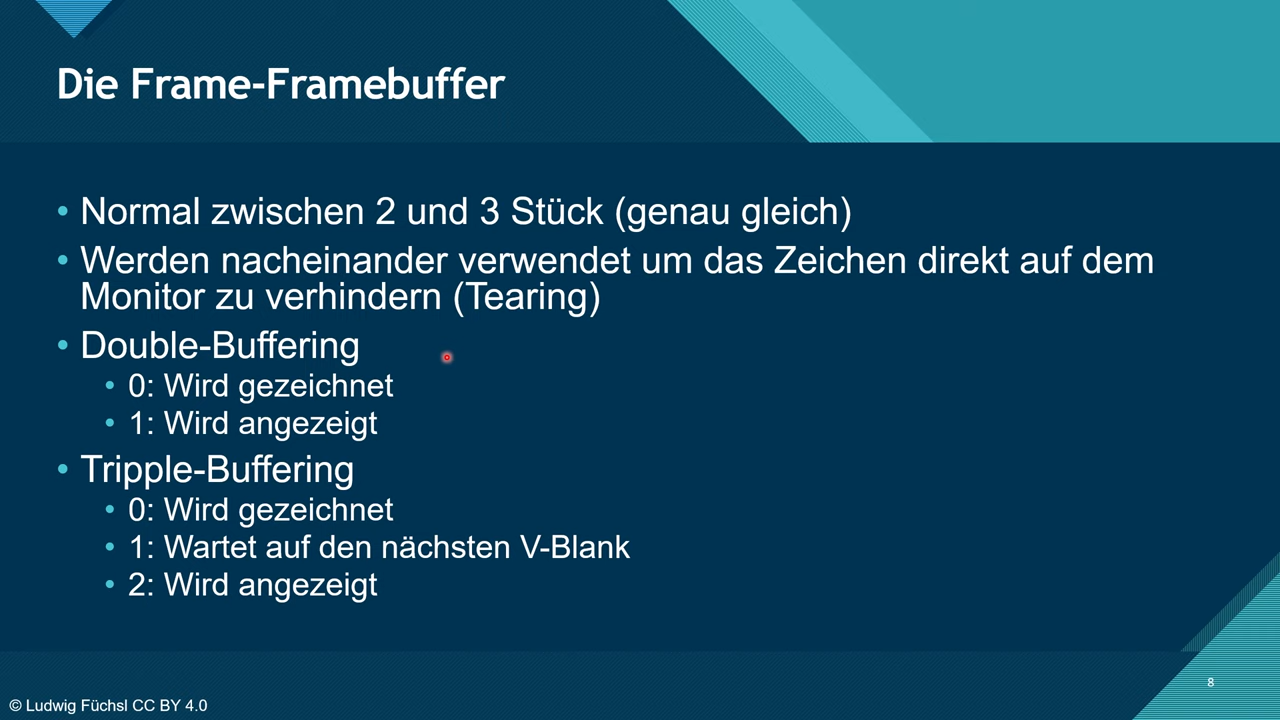 Die Frame-Framebuffer
• Normal zwischen 2 und 3 Stück (genau gleich)
• Werden nacheinander verwendet um das Zeichen direkt auf dem
Monitor zu verhindern (Tearing)
• Double-Buffering
• 0: Wird gezeichnet
• 1: Wird angezeigt
• Tripple-Buffering
• 0: Wird gezeichnet
• 1: Wartet auf den nächsten V-Blank
• 2: Wird angezeigt
8
© Ludwig Füchsl CC BY 4.0